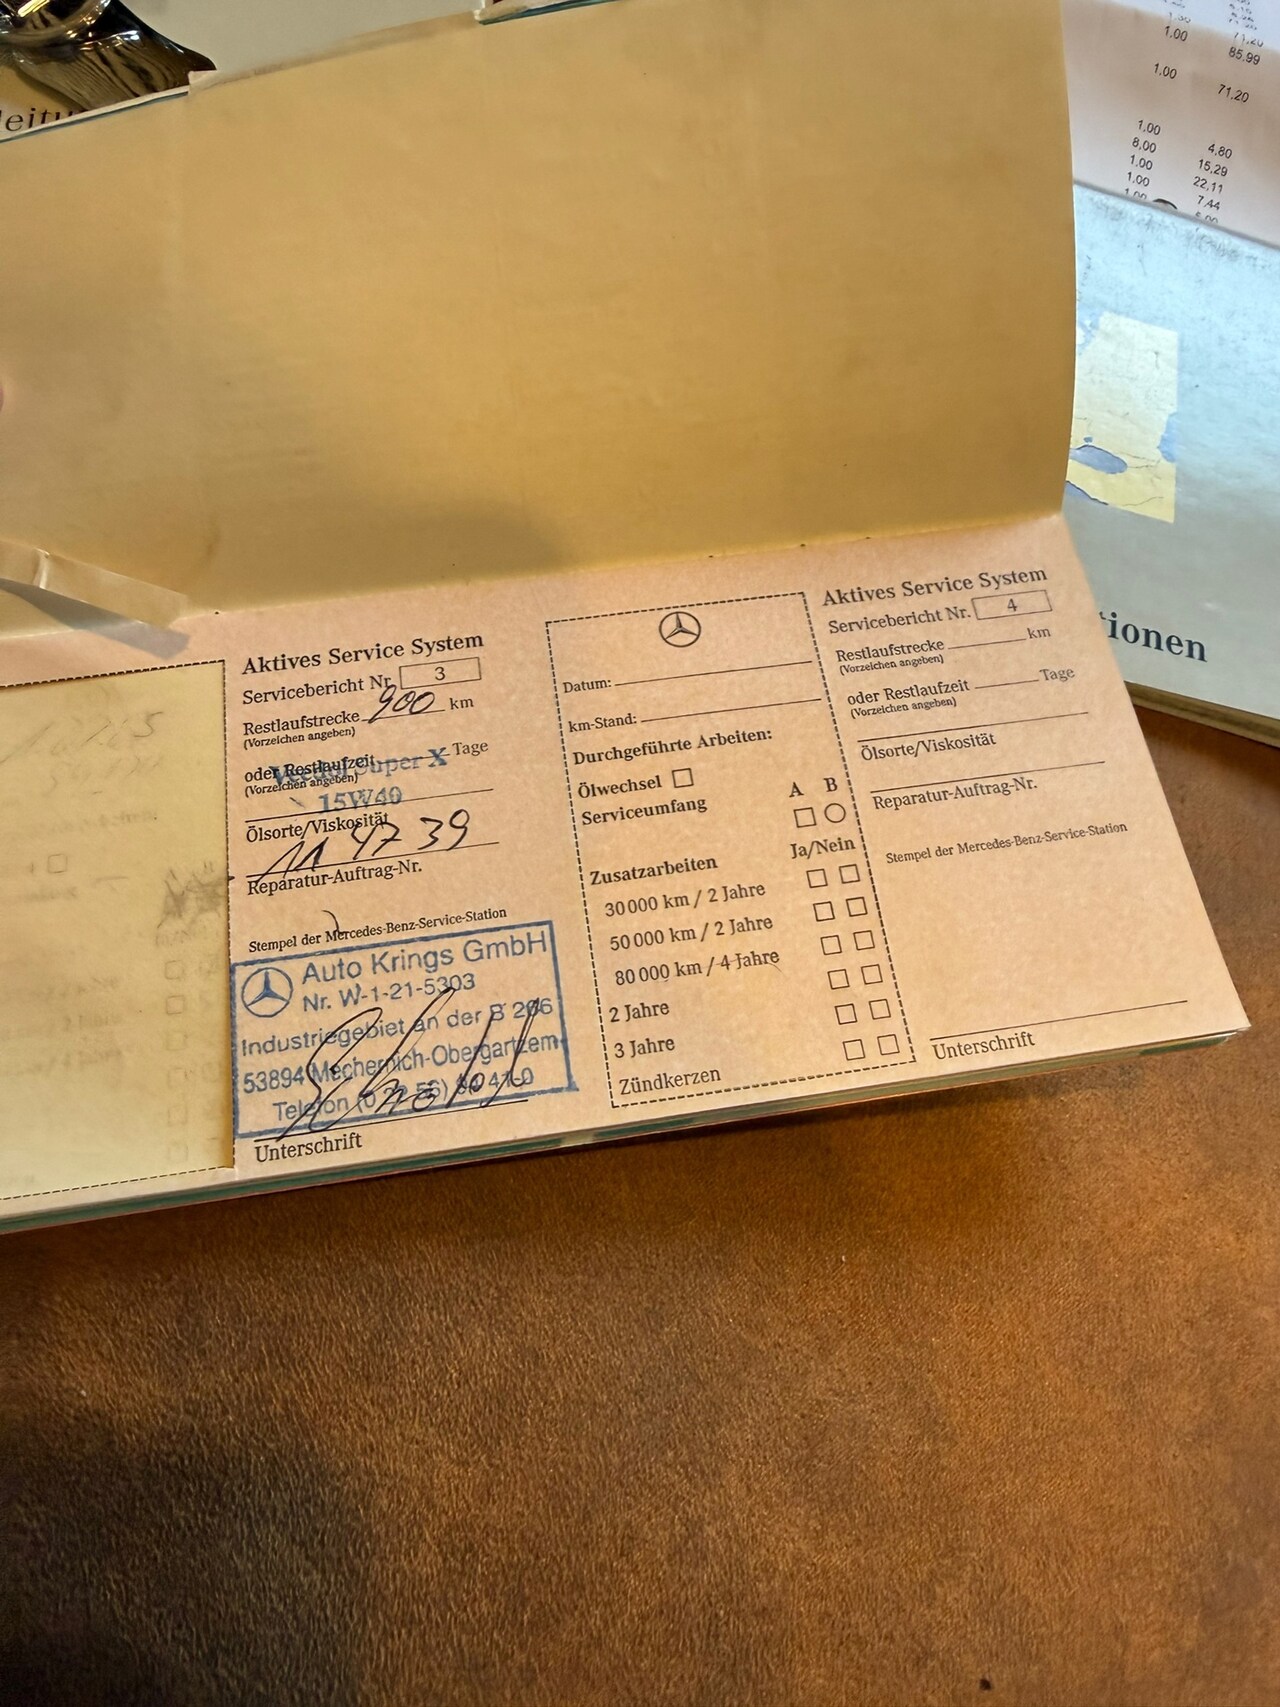 1.00 71,20
1.00 85,99
1.00 71,20
1.00 4,80
8,00 15,29
1.00 22,11
1,00 7,44
tionen
Aktives Service System
Servicebericht Nr. 3
Restlaufstrecke 900 km
(Vorzeichen angeben)
oder Restlaufzeit Tage
(Vorzeichen angeben)
Super X
15W40
Ölsorte/Viskosität
11 47 39
Reparatur-Auftrag-Nr.
Stempel der Mercedes-Benz-Service-Station
Auto Krings GmbH
Nr. W-1-21-5303
Industriegebiet an der B 266
53894 Mechernich-Obergartzem
Telefon
Unterschrift
Datum:
km-Stand:
Durchgeführte Arbeiten:
Ölwechsel
A B
Serviceumfang
Ja/Nein
Zusatzarbeiten
30 000 km / 2 Jahre
50 000 km / 2 Jahre
80 000 km / 4 Jahre
2 Jahre
3 Jahre
Zündkerzen
Aktives Service System
Servicebericht Nr. 4
Restlaufstrecke km
(Vorzeichen angeben)
oder Restlaufzeit Tage
(Vorzeichen angeben)
Ölsorte/Viskosität
Reparatur-Auftrag-Nr.
Stempel der Mercedes-Benz-Service-Station
Unterschrift